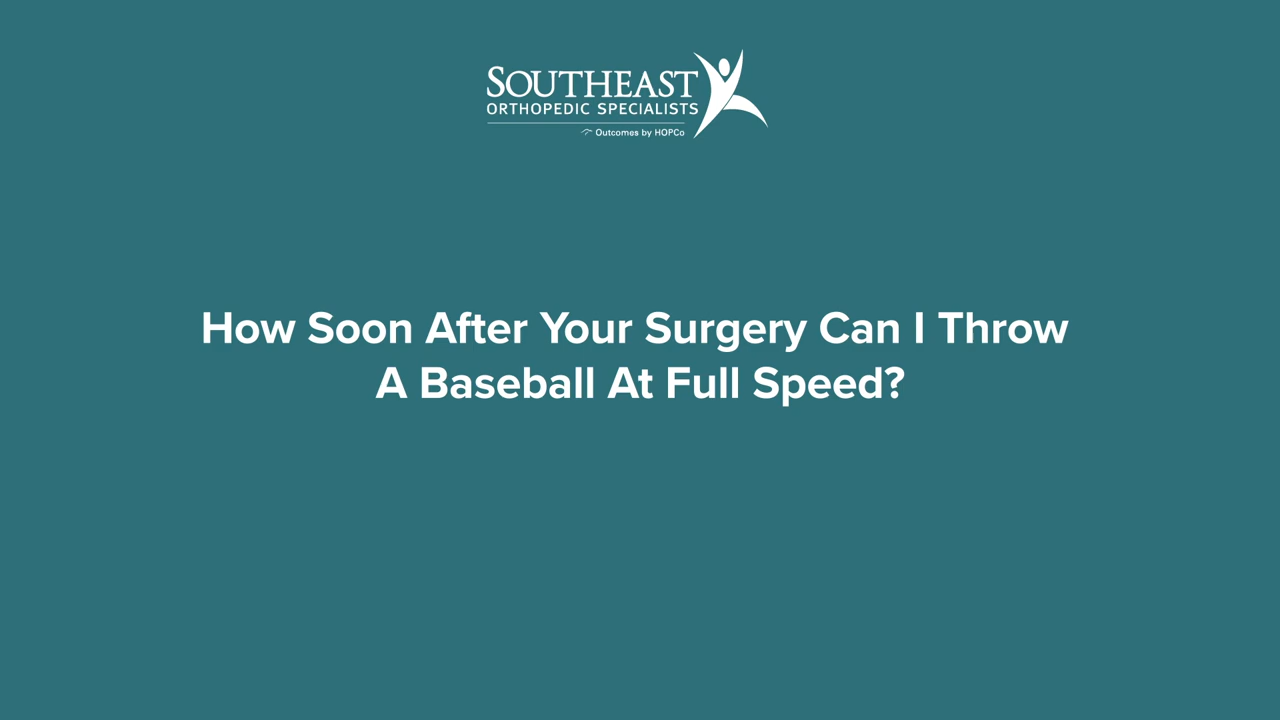 SOUTHEAST
ORTHOPEDIC SPECIALISTS
Outcomes by HOPCo
How Soon After Your Surgery Can I Throw
A Baseball At Full Speed?